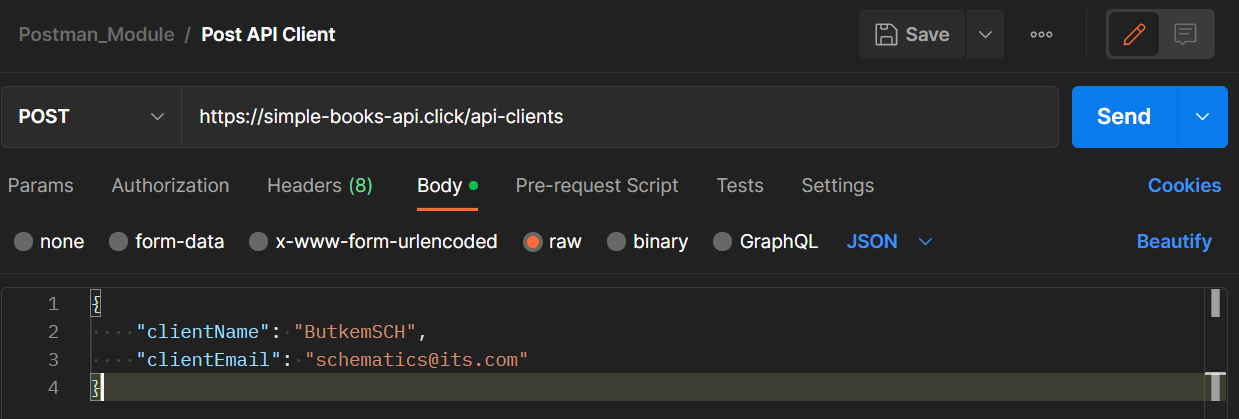 Postman_Module / Post API Client Save
POST https://simple-books-api.click/api-clients Send
Params Authorization Headers (8) Body Pre-request Script Tests Settings Cookies
none form-data x-www-form-urlencoded raw binary GraphQL JSON Beautify
1 {
2 "clientName": "ButkemSCH",
3 "clientEmail": "schematics@its.com"
4 }